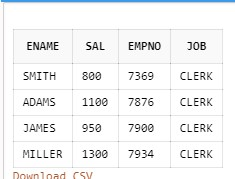 ENAME SAL EMPNO JOB
SMITH 800 7369 CLERK
ADAMS 1100 7876 CLERK
JAMES 950 7900 CLERK
MILLER 1300 7934 CLERK
Download CSV